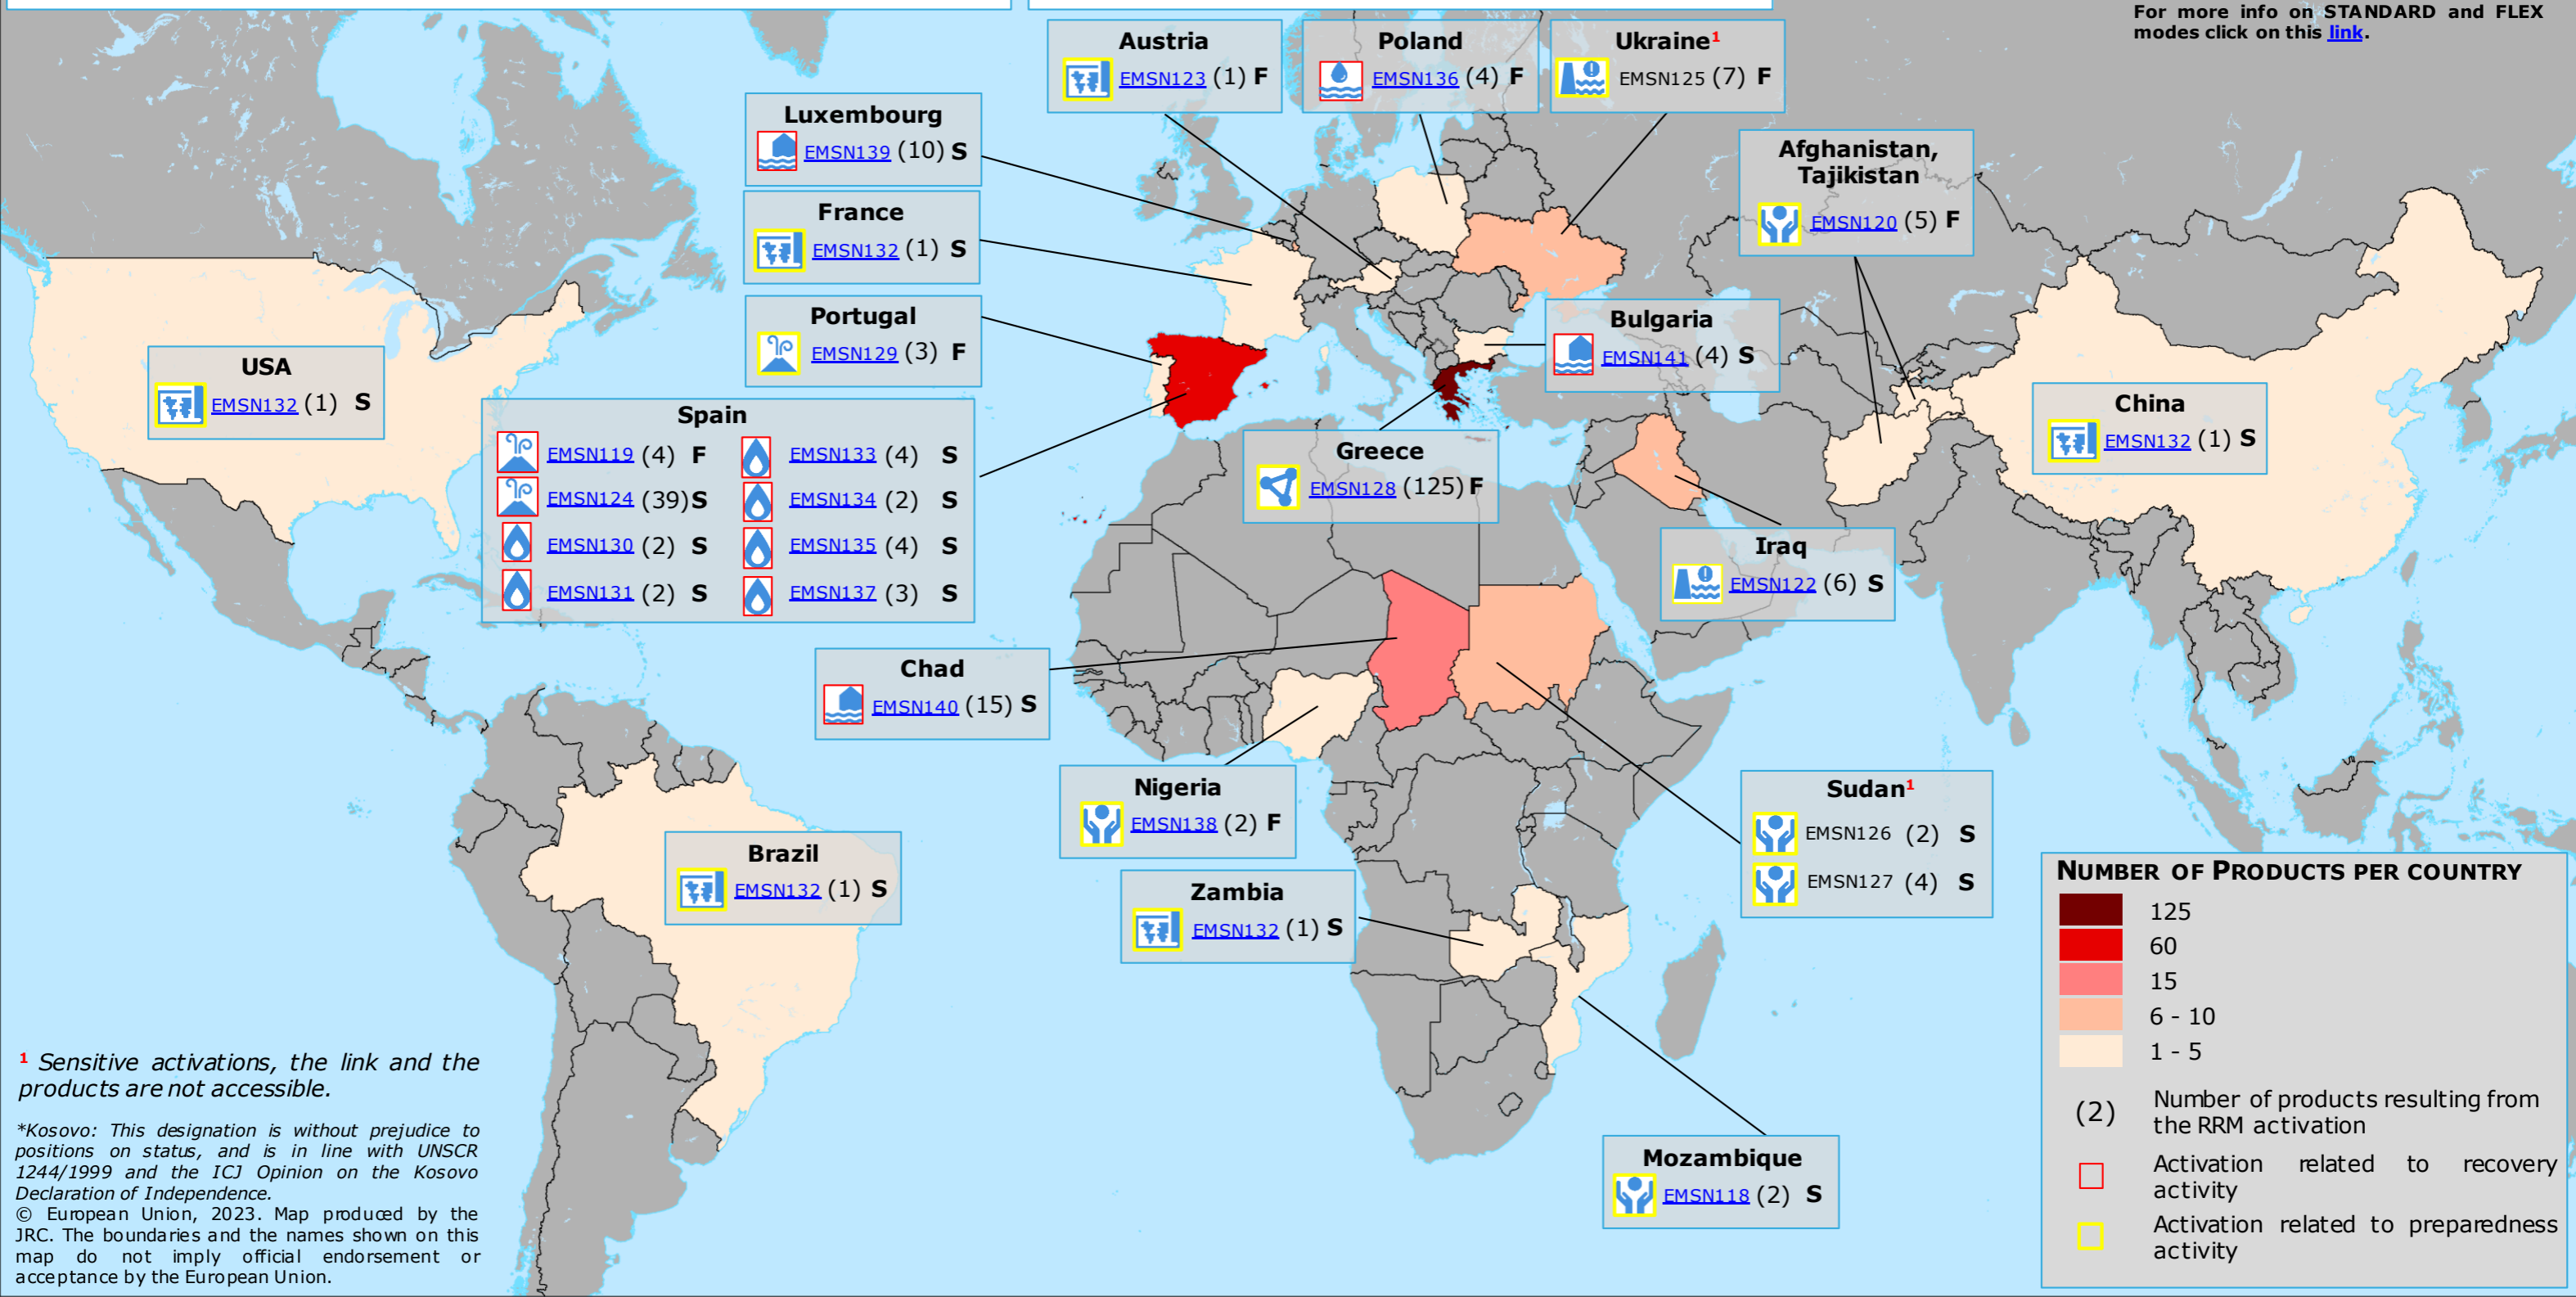 For more info on STANDARD and FLEX
modes click on this link.
Austria
EMSN123 (1) F
Poland
EMSN136 (4) F
Ukraine¹
EMSN125 (7) F
Luxembourg
EMSN139 (10) S
Afghanistan,
Tajikistan
EMSN120 (5) F
France
EMSN132 (1) S
Portugal
EMSN129 (3) F
Bulgaria
EMSN141 (4) S
USA
EMSN132 (1) S
China
EMSN132 (1) S
Spain
EMSN119 (4) F
EMSN133 (4) S
EMSN124 (39) S
EMSN134 (2) S
EMSN130 (2) S
EMSN135 (4) S
EMSN131 (2) S
EMSN137 (3) S
Greece
EMSN128 (125) F
Iraq
EMSN122 (6) S
Chad
EMSN140 (15) S
Nigeria
EMSN138 (2) F
Sudan¹
EMSN126 (2) S
EMSN127 (4) S
Brazil
EMSN132 (1) S
Zambia
EMSN132 (1) S
Mozambique
EMSN118 (2) S
NUMBER OF PRODUCTS PER COUNTRY
125
60
15
6 - 10
1 - 5
(2) Number of products resulting from
the RRM activation
Activation related to recovery
activity
Activation related to preparedness
activity
¹ Sensitive activations, the link and the
products are not accessible.
*Kosovo: This designation is without prejudice to
positions on status, and is in line with UNSCR
1244/1999 and the ICJ Opinion on the Kosovo
Declaration of Independence.
© European Union, 2023. Map produced by the
JRC. The boundaries and the names shown on this
map do not imply official endorsement or
acceptance by the European Union.